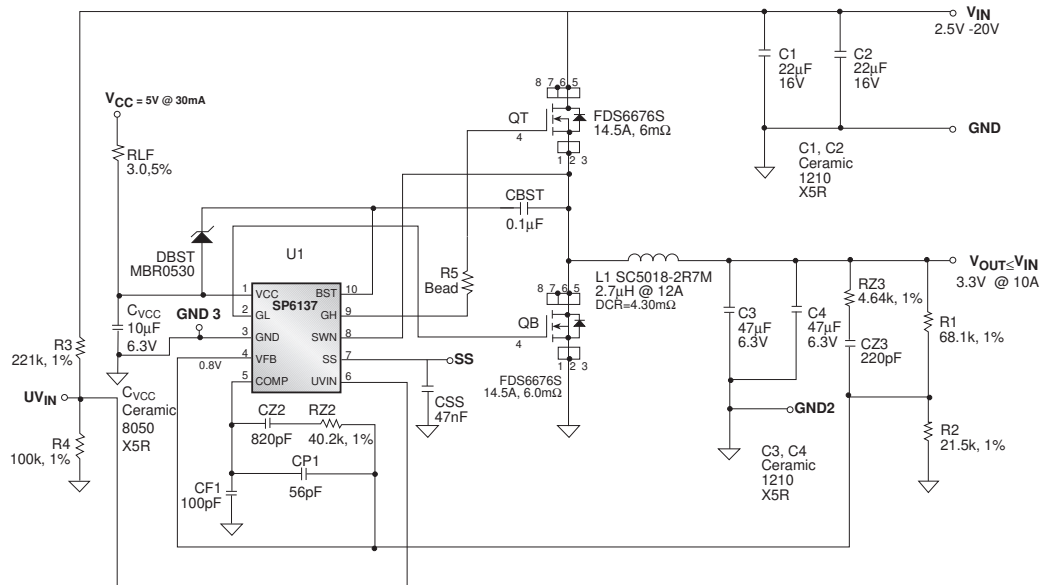 VIN
2.5V -20V
C1
22µF
16V
C2
22µF
16V
GND
C1, C2
Ceramic
1210
X5R
VCC = 5V @ 30mA
RLF
3.0,5%
8 7 6 5
QT
4
FDS6676S
14.5A, 6mΩ
1 2 3
CBST
0.1µF
DBST
MBR0530
U1
SP6137
1 VCC
2 GL
3 GND
4 VFB
5 COMP
BST 10
GH 9
SWN 8
SS 7
UVIN 6
0.8V
R5
Bead
CVCC
10µF
6.3V
GND 3
R3
221k, 1%
UVIN
R4
100k, 1%
CVCC
Ceramic
8050
X5R
SS
CSS
47nF
CZ2
820pF
RZ2
40.2k, 1%
CP1
56pF
CF1
100pF
L1 SC5018-2R7M
2.7µH @ 12A
DCR=4.30mΩ
8 7 6 5
QB
4
1 2 3
FDS6676S
14.5A, 6.0mΩ
VOUT≤VIN
3.3V @ 10A
C3
47µF
6.3V
C4
47µF
6.3V
RZ3
4.64k, 1%
CZ3
220pF
R1
68.1k, 1%
R2
21.5k, 1%
GND2
C3, C4
Ceramic
1210
X5R